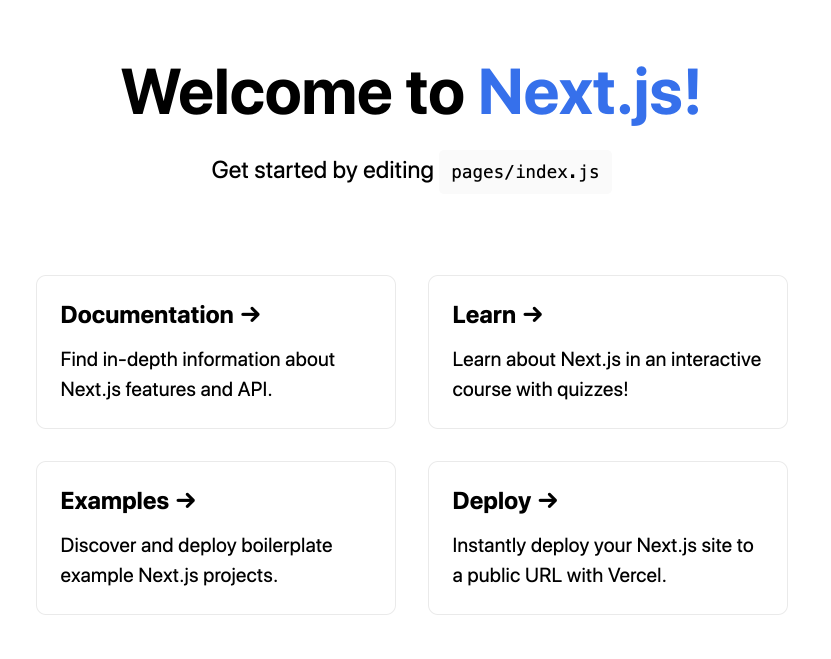 Welcome to Next.js!
Get started by editing pages/index.js
Documentation →
Find in-depth information about
Next.js features and API.
Learn →
Learn about Next.js in an interactive
course with quizzes!
Examples →
Discover and deploy boilerplate
example Next.js projects.
Deploy →
Instantly deploy your Next.js site to
a public URL with Vercel.